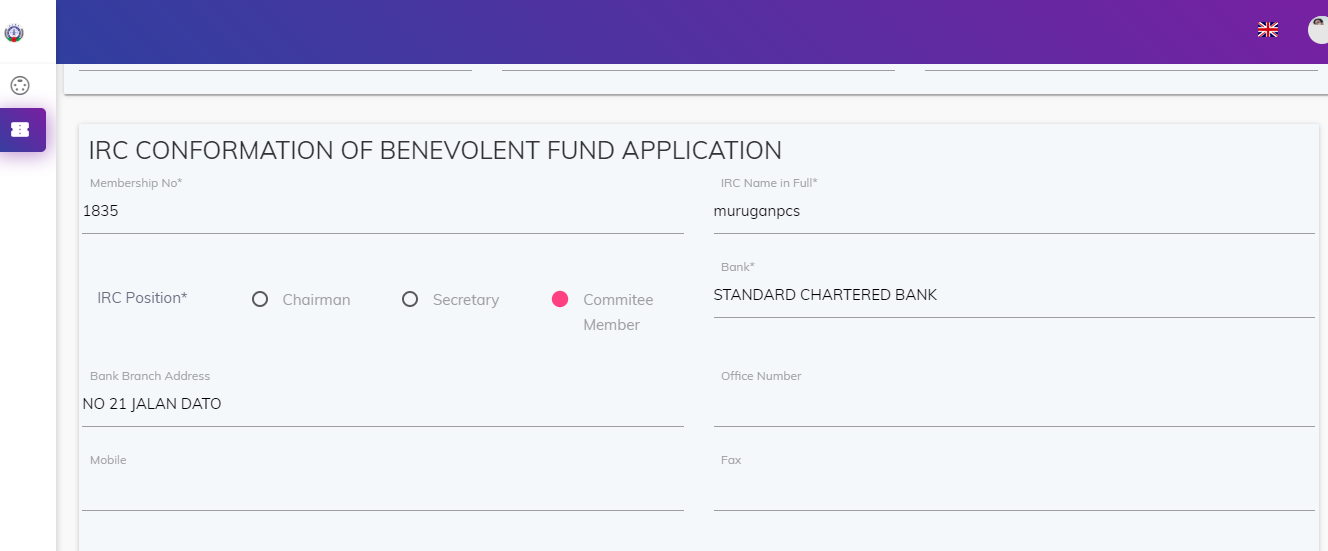 IRC CONFORMATION OF BENEVOLENT FUND APPLICATION
Membership No*
IRC Name in Full*
1835
muruganpcs
IRC Position*
Chairman
Secretary
Commitee
Member
Bank*
STANDARD CHARTERED BANK
Bank Branch Address
Office Number
NO 21 JALAN DATO
Mobile
Fax